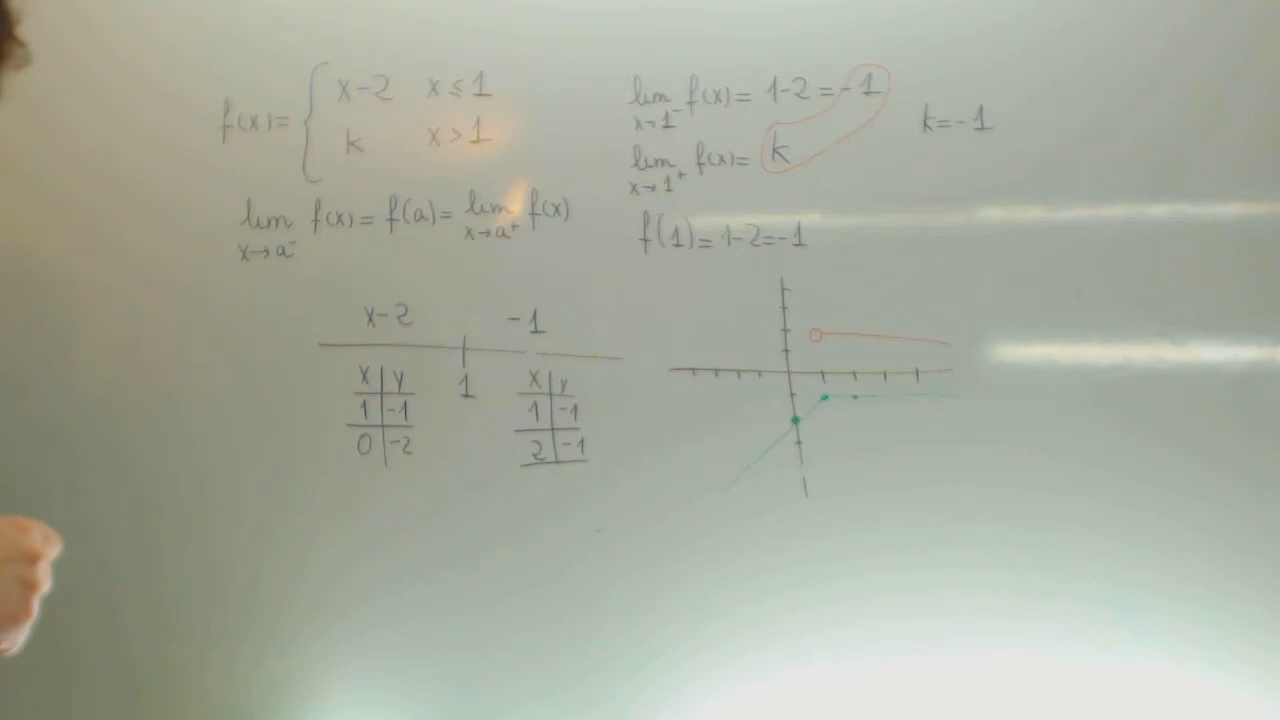 f(x)= { x-2 x≤1
k x>1
lim x→a⁻ f(x)= f(a)= lim x→a⁺ f(x)
lim x→1⁻ f(x)= 1-2=-1
lim x→1⁺ f(x)= k
k=-1
f(1)=1-2=-1
x-2 -1
1
x y
1 -1
0 -2
x y
1 -1
2 -1